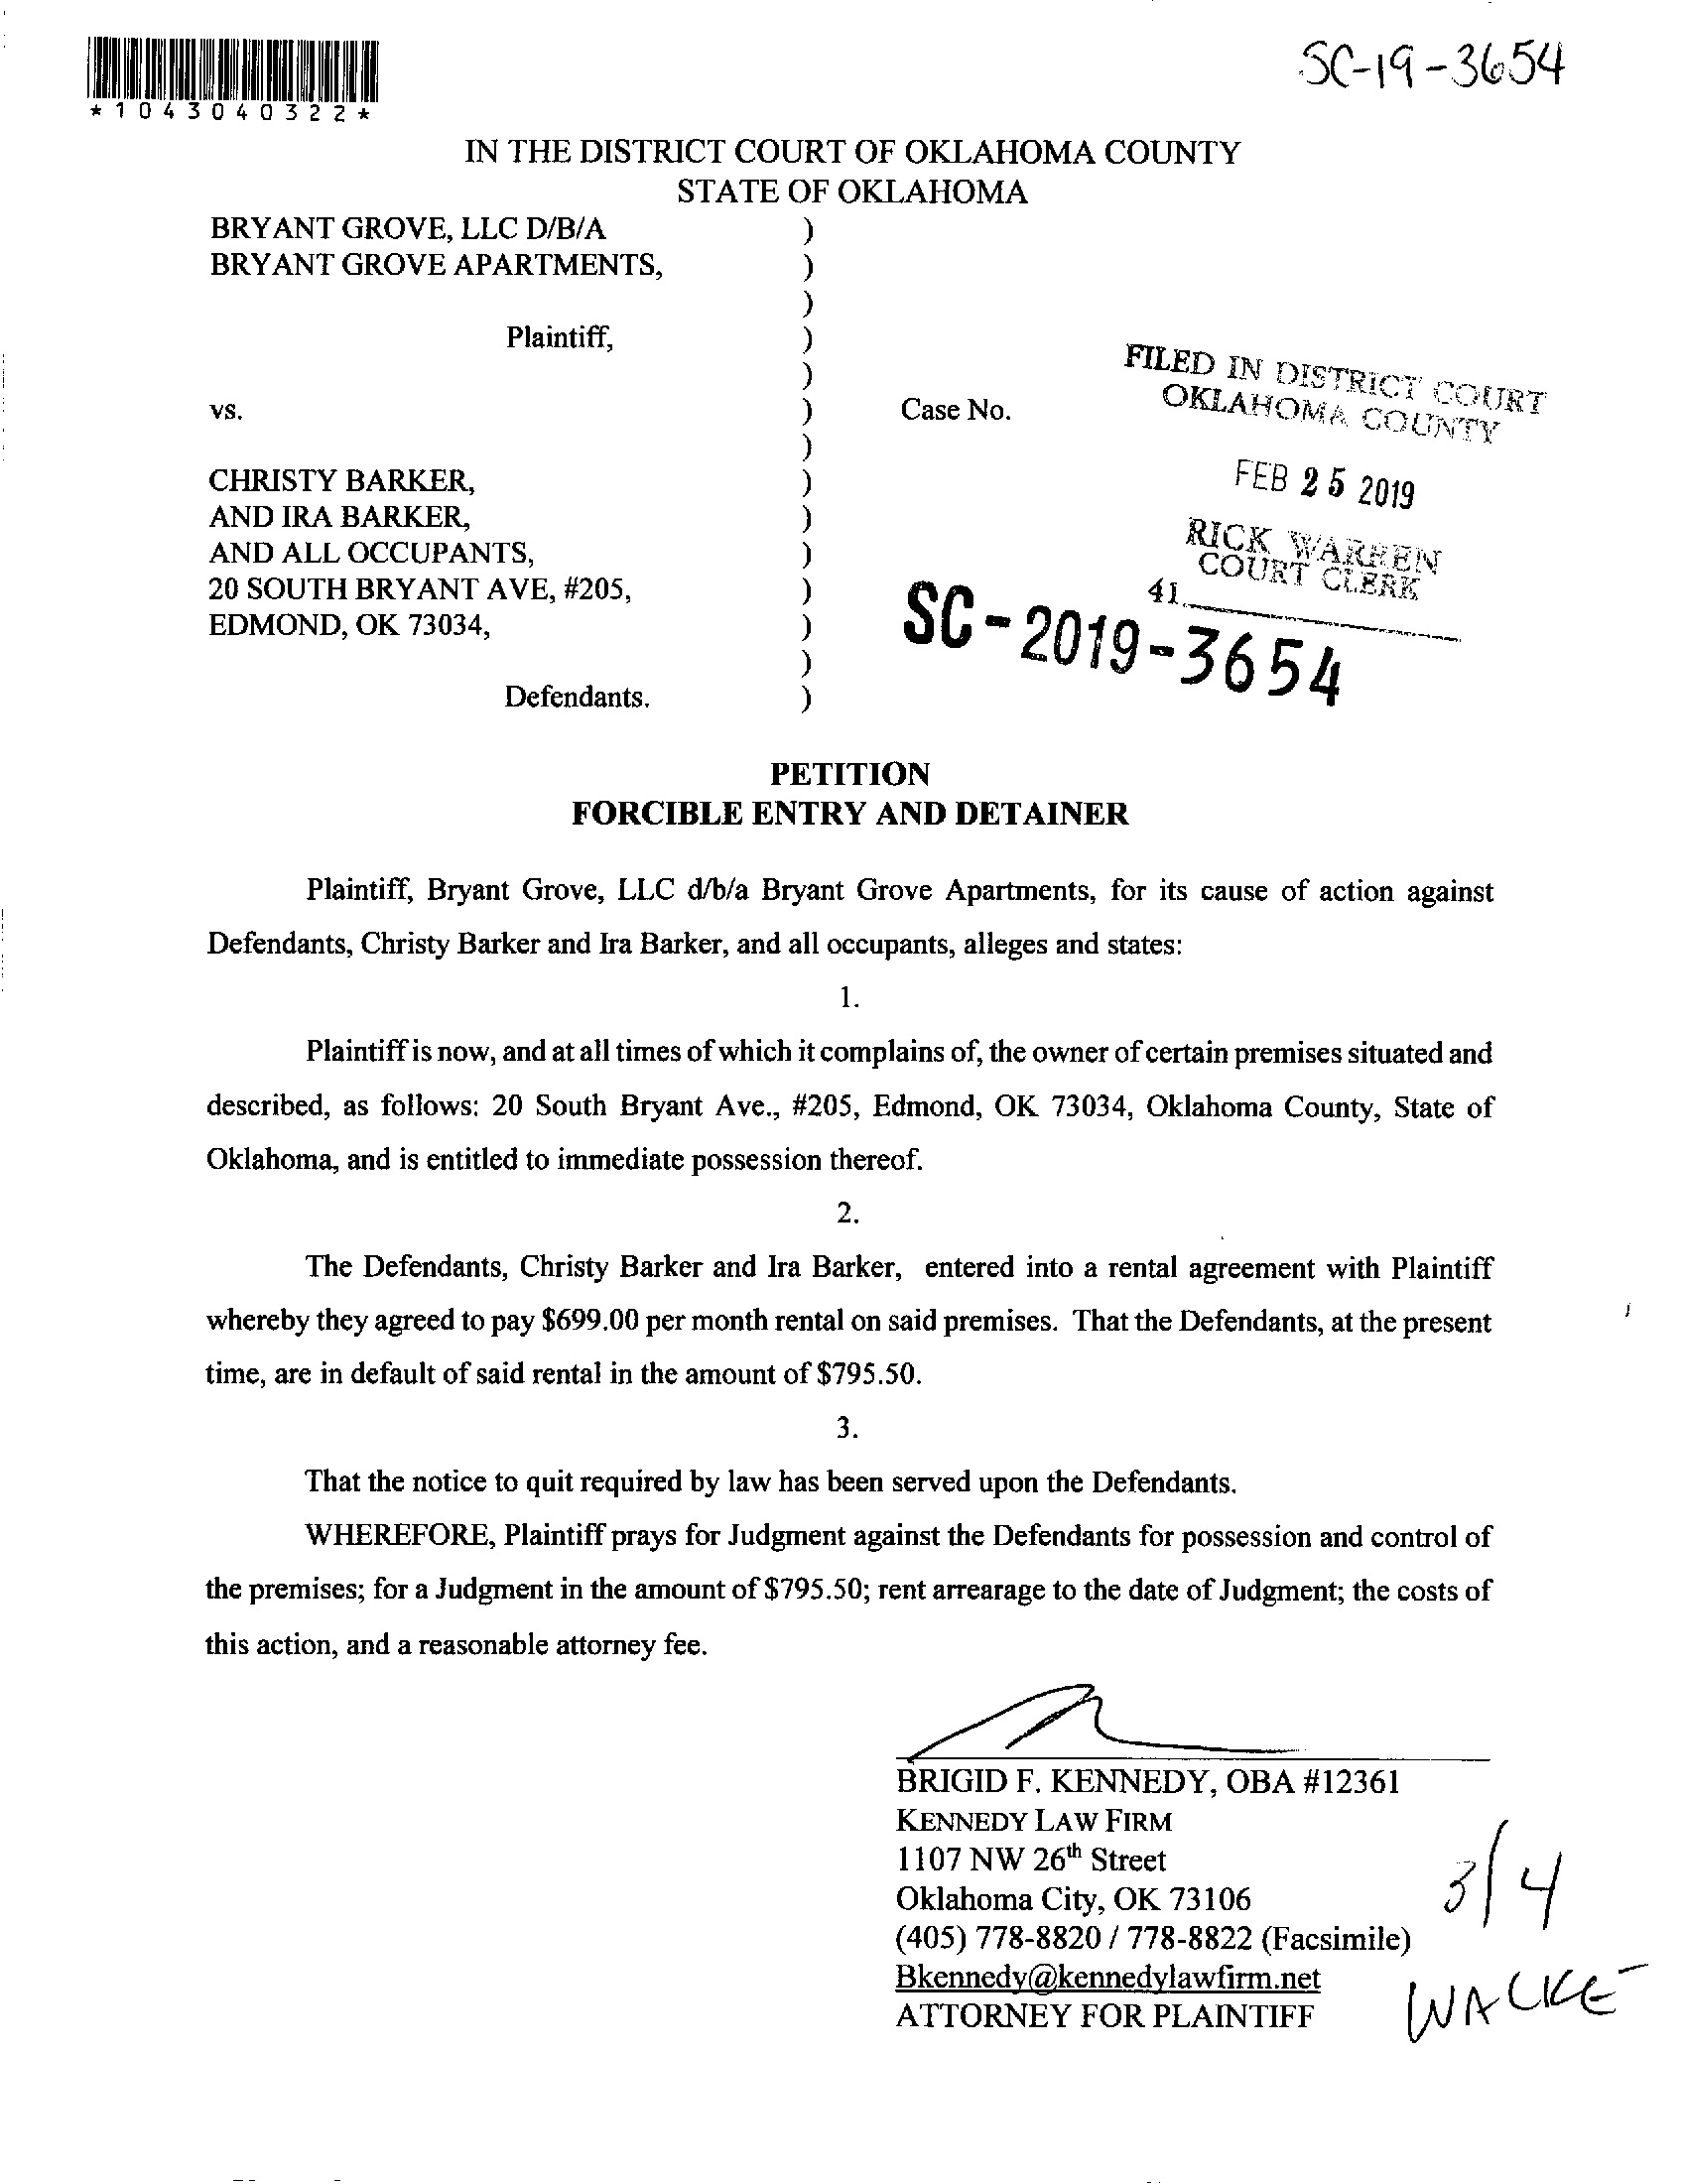 SC-19-3654
*1043040322*
IN THE DISTRICT COURT OF OKLAHOMA COUNTY
STATE OF OKLAHOMA
BRYANT GROVE, LLC D/B/A )
BRYANT GROVE APARTMENTS, )
)
Plaintiff, )
)
vs. ) Case No.
)
CHRISTY BARKER, )
AND IRA BARKER, )
AND ALL OCCUPANTS, )
20 SOUTH BRYANT AVE, #205, )
EDMOND, OK 73034, )
)
Defendants. )
FILED IN DISTRICT COURT
OKLAHOMA COUNTY
FEB 25 2019
RICK WARREN
COURT CLERK
41
SC-2019-3654
PETITION
FORCIBLE ENTRY AND DETAINER
Plaintiff, Bryant Grove, LLC d/b/a Bryant Grove Apartments, for its cause of action against
Defendants, Christy Barker and Ira Barker, and all occupants, alleges and states:
1.
Plaintiff is now, and at all times of which it complains of, the owner of certain premises situated and
described, as follows: 20 South Bryant Ave., #205, Edmond, OK 73034, Oklahoma County, State of
Oklahoma, and is entitled to immediate possession thereof.
2.
The Defendants, Christy Barker and Ira Barker, entered into a rental agreement with Plaintiff
whereby they agreed to pay $699.00 per month rental on said premises. That the Defendants, at the present
time, are in default of said rental in the amount of $795.50.
3.
That the notice to quit required by law has been served upon the Defendants.
WHEREFORE, Plaintiff prays for Judgment against the Defendants for possession and control of
the premises; for a Judgment in the amount of $795.50; rent arrearage to the date of Judgment; the costs of
this action, and a reasonable attorney fee.
BRIGID F. KENNEDY, OBA #12361
KENNEDY LAW FIRM
1107 NW 26th Street
Oklahoma City, OK 73106
(405) 778-8820 / 778-8822 (Facsimile)
Bkennedy@kennedylawfirm.net
ATTORNEY FOR PLAINTIFF
3/4